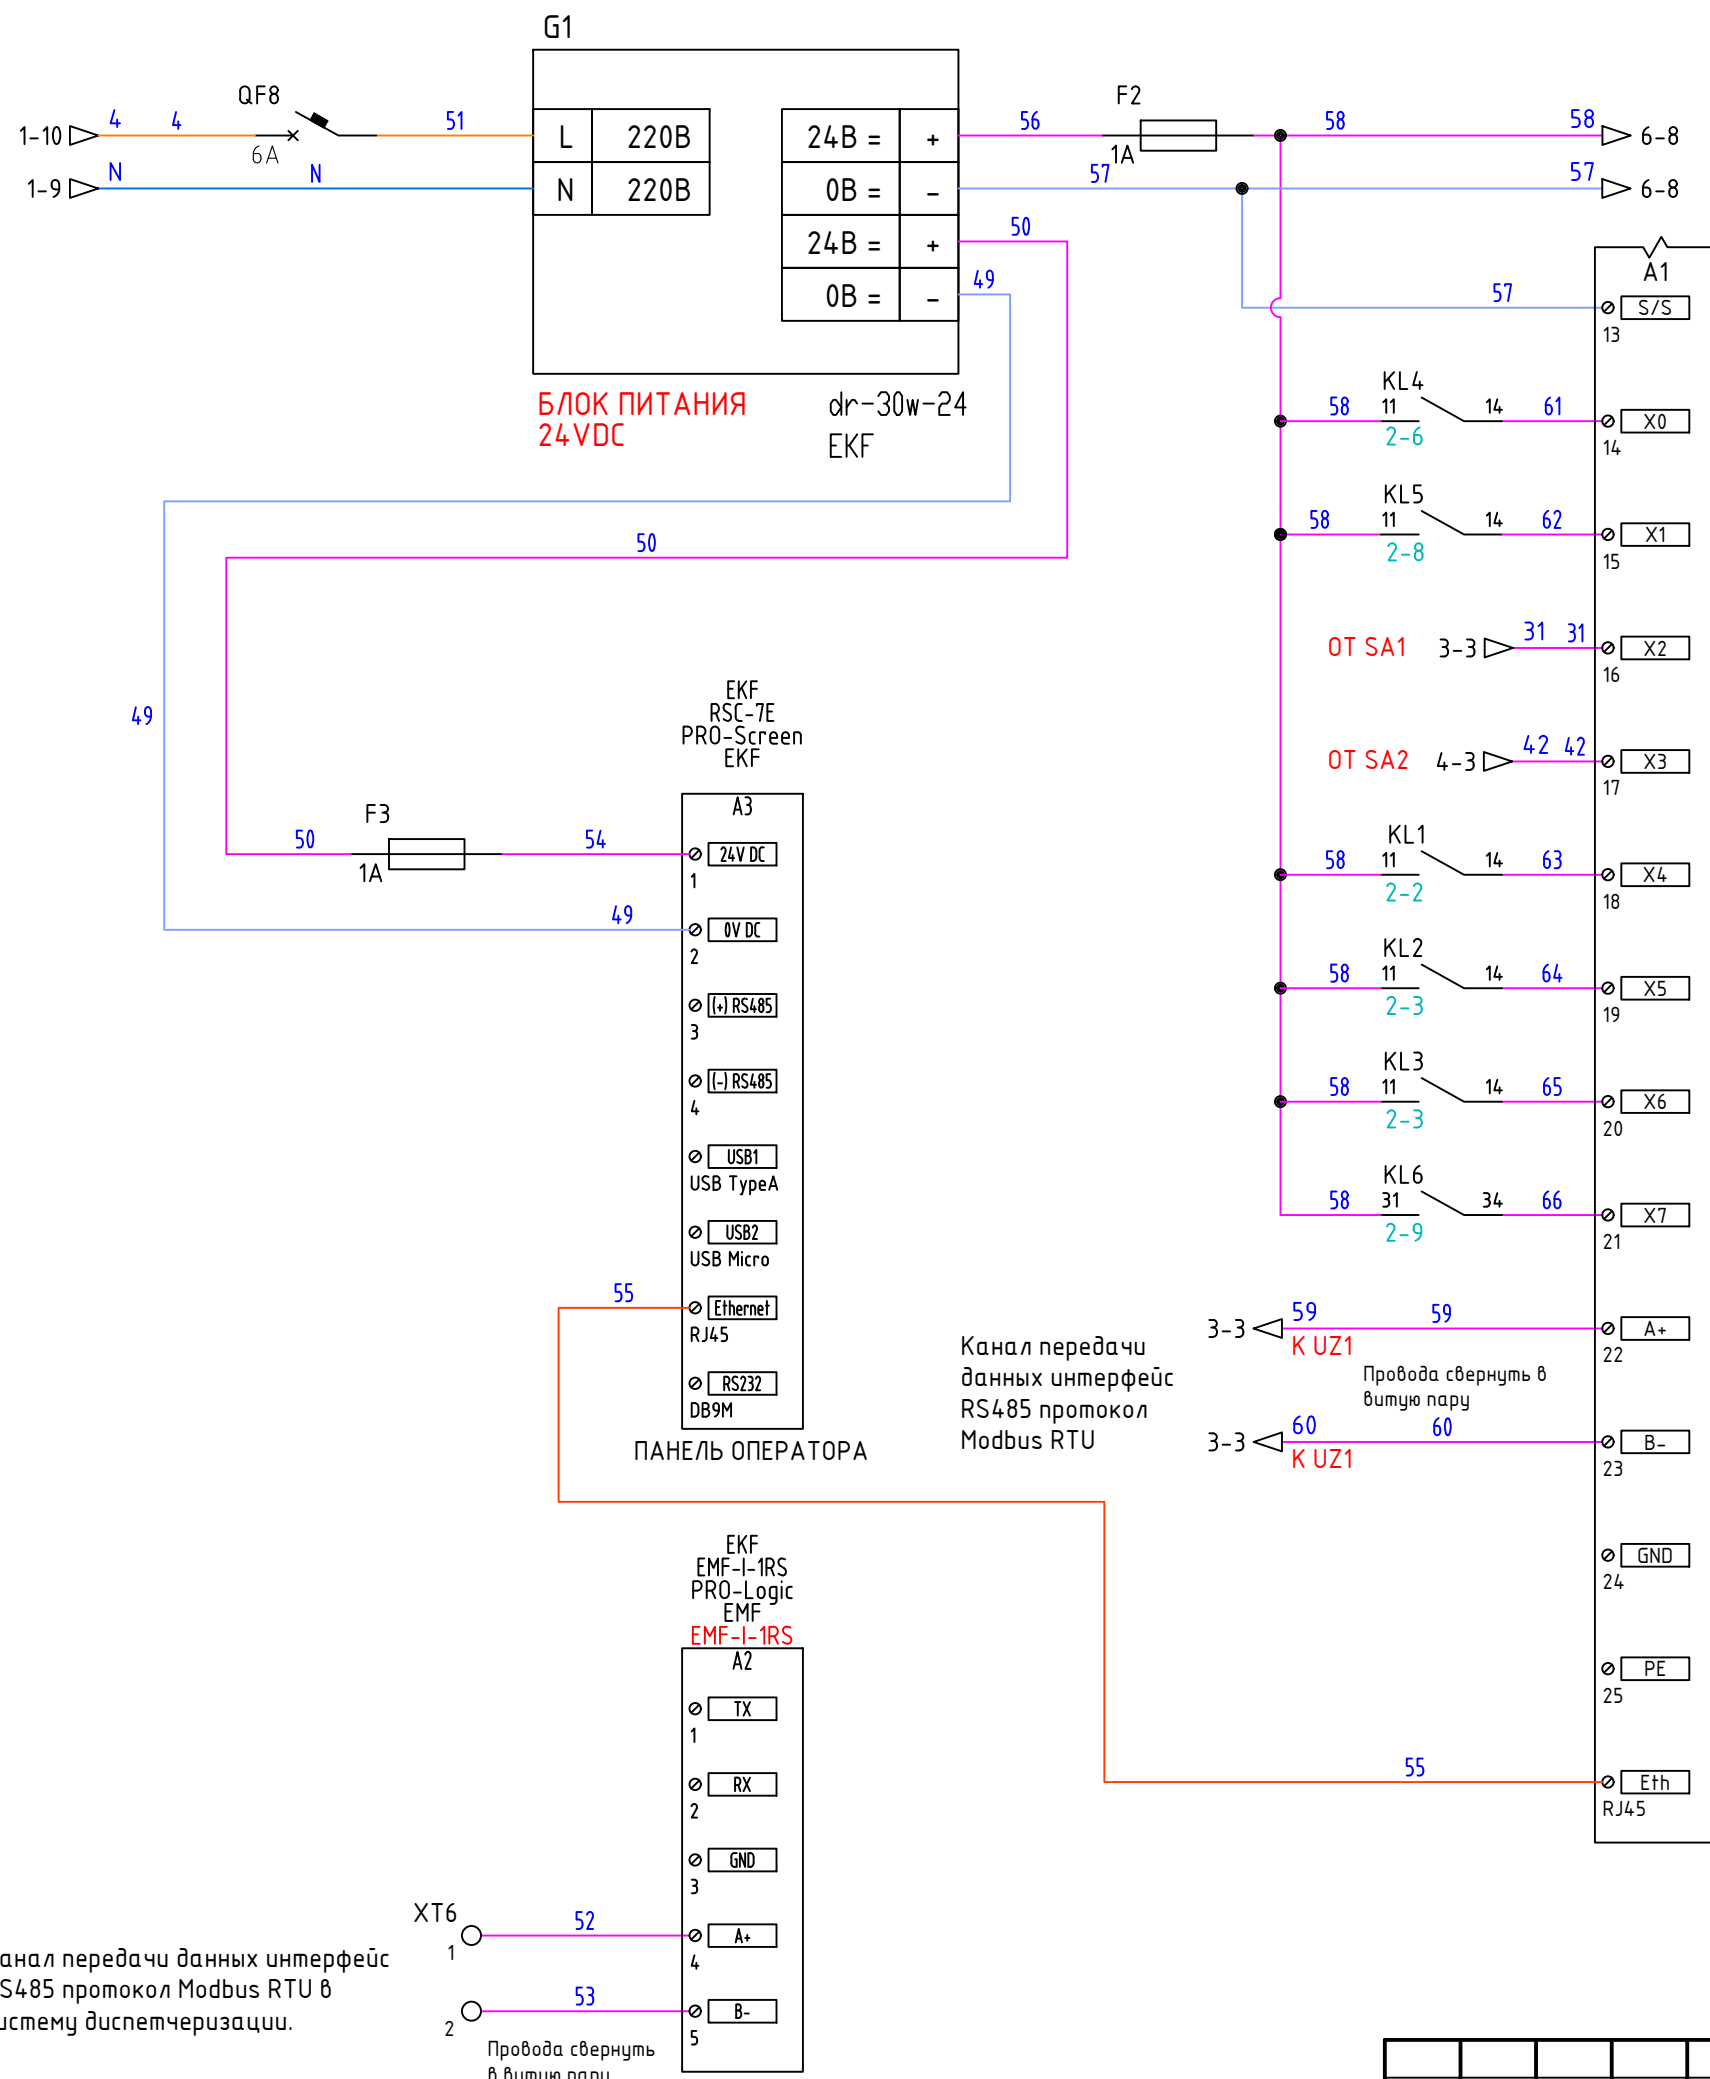 G1
QF8
F2
1-10
4
4
51
L
220В
24В =
+
56
58
58
6-8
6А
1А
1-9
N
N
N
220В
0В =
-
57
57
6-8
24В =
+
50
0В =
-
49
A1
57
S/S
13
БЛОК ПИТАНИЯ
24VDC
dr-30w-24
EKF
KL4
58
11
14
61
X0
2-6
14
KL5
58
11
14
62
X1
2-8
15
50
ОТ SA1
3-3
31
31
X2
16
49
EKF
RSC-7E
PRO-Screen
EKF
ОТ SA2
4-3
42
42
X3
17
A3
F3
50
54
24V DC
1А
1
KL1
58
11
14
63
X4
2-2
18
49
0V DC
2
KL2
58
11
14
64
X5
2-3
19
(+) RS485
3
(-) RS485
4
KL3
58
11
14
65
X6
2-3
20
USB1
USB TypeA
KL6
58
31
34
66
X7
2-9
21
USB2
USB Micro
55
Ethernet
RJ45
RS232
DB9M
ПАНЕЛЬ ОПЕРАТОРА
Канал передачи
данных интерфейс
RS485 протокол
Modbus RTU
3-3
59
59
A+
К UZ1
22
Провода свернуть в
витую пару
3-3
60
60
B-
К UZ1
23
GND
24
PE
25
55
Eth
RJ45
EKF
EMF-I-1RS
PRO-Logic
EMF
EMF-I-1RS
A2
TX
1
RX
2
GND
3
XT6
1
52
A+
4
2
53
B-
5
анал передачи данных интерфейс
S485 протокол Modbus RTU в
истему диспетчеризации.
Провода свернуть
в витую пару